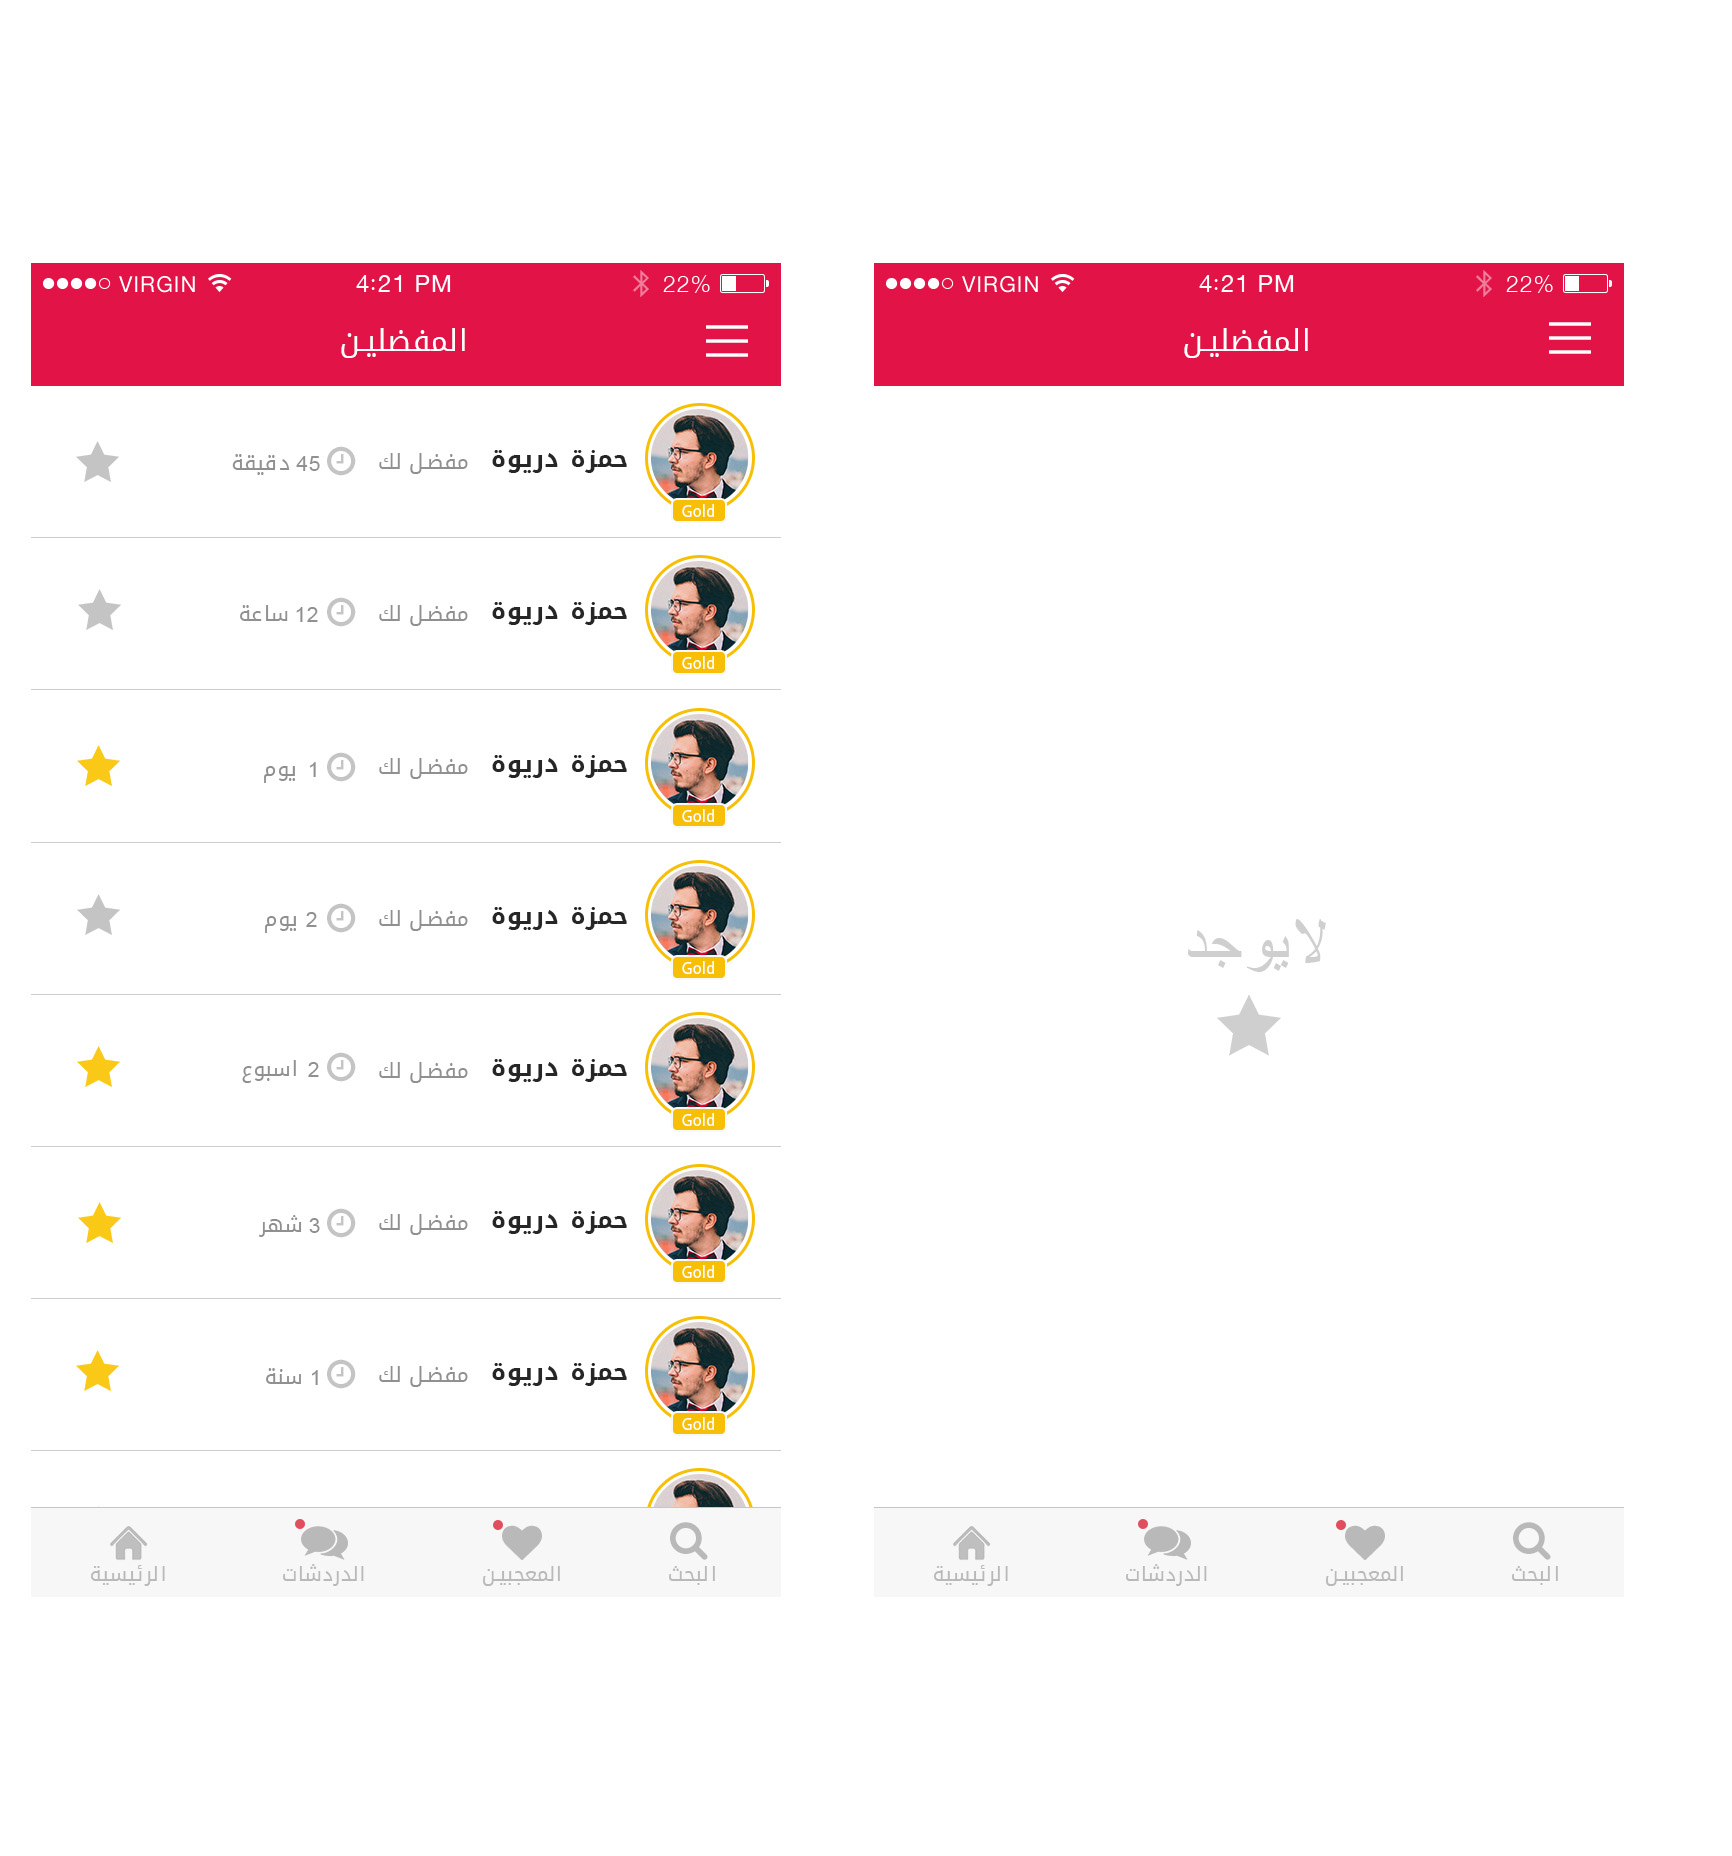 VIRGIN 4:21 PM 22%
المفضلين
حمزة دريوة مفضل لك 45 دقيقة
Gold
حمزة دريوة مفضل لك 12 ساعة
Gold
حمزة دريوة مفضل لك 1 يوم
Gold
حمزة دريوة مفضل لك 2 يوم
Gold
حمزة دريوة مفضل لك 2 اسبوع
Gold
حمزة دريوة مفضل لك 3 شهر
Gold
حمزة دريوة مفضل لك 1 سنة
Gold
البحث المعجبين الدردشات الرئيسية
VIRGIN 4:21 PM 22%
المفضلين
لايوجد
البحث المعجبين الدردشات الرئيسية